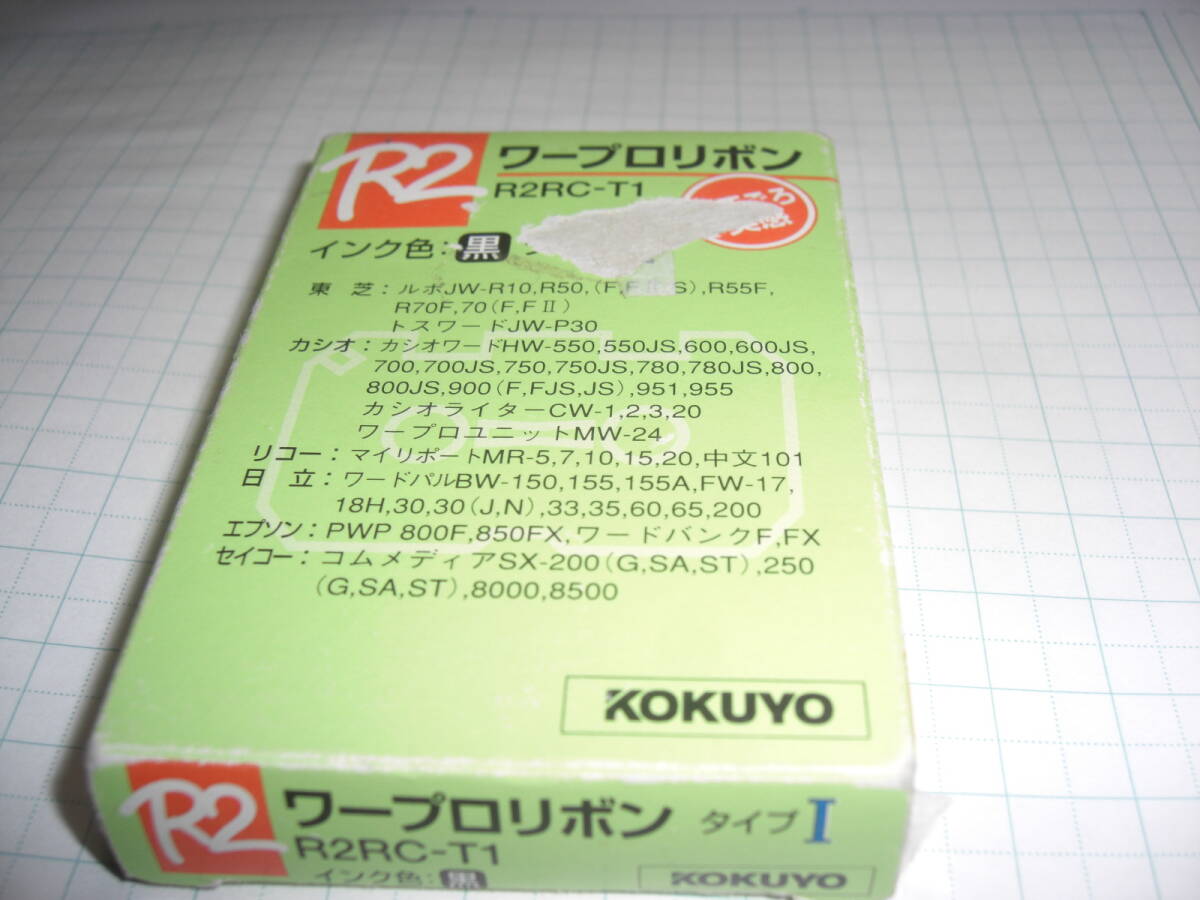 R2 ワープロリボン
R2RC-T1
インク色:黒
東 芝:ルポJW-R10,R50,(F,FⅡ,S),R55F,
R70F,70(F,FⅡ)
トスワードJW-P30
カシオ:カシオワードHW-550,550JS,600,600JS,
700,700JS,750,750JS,780,780JS,800,
800JS,900(F,FJS,JS),951,955
カシオライターCW-1,2,3,20
ワープロユニットMW-24
リコー:マイリポートMR-5,7,10,15,20,中文101
日 立:ワードパルBW-150,155,155A,FW-17,
18H,30,30(J,N),33,35,60,65,200
エプソン:PWP 800F,850FX,ワードバンクF,FX
セイコー:コムメディアSX-200(G,SA,ST),250
(G,SA,ST),8000,8500
KOKUYO
R2 ワープロリボン タイプⅠ
R2RC-T1
インク色:黒
KOKUYO